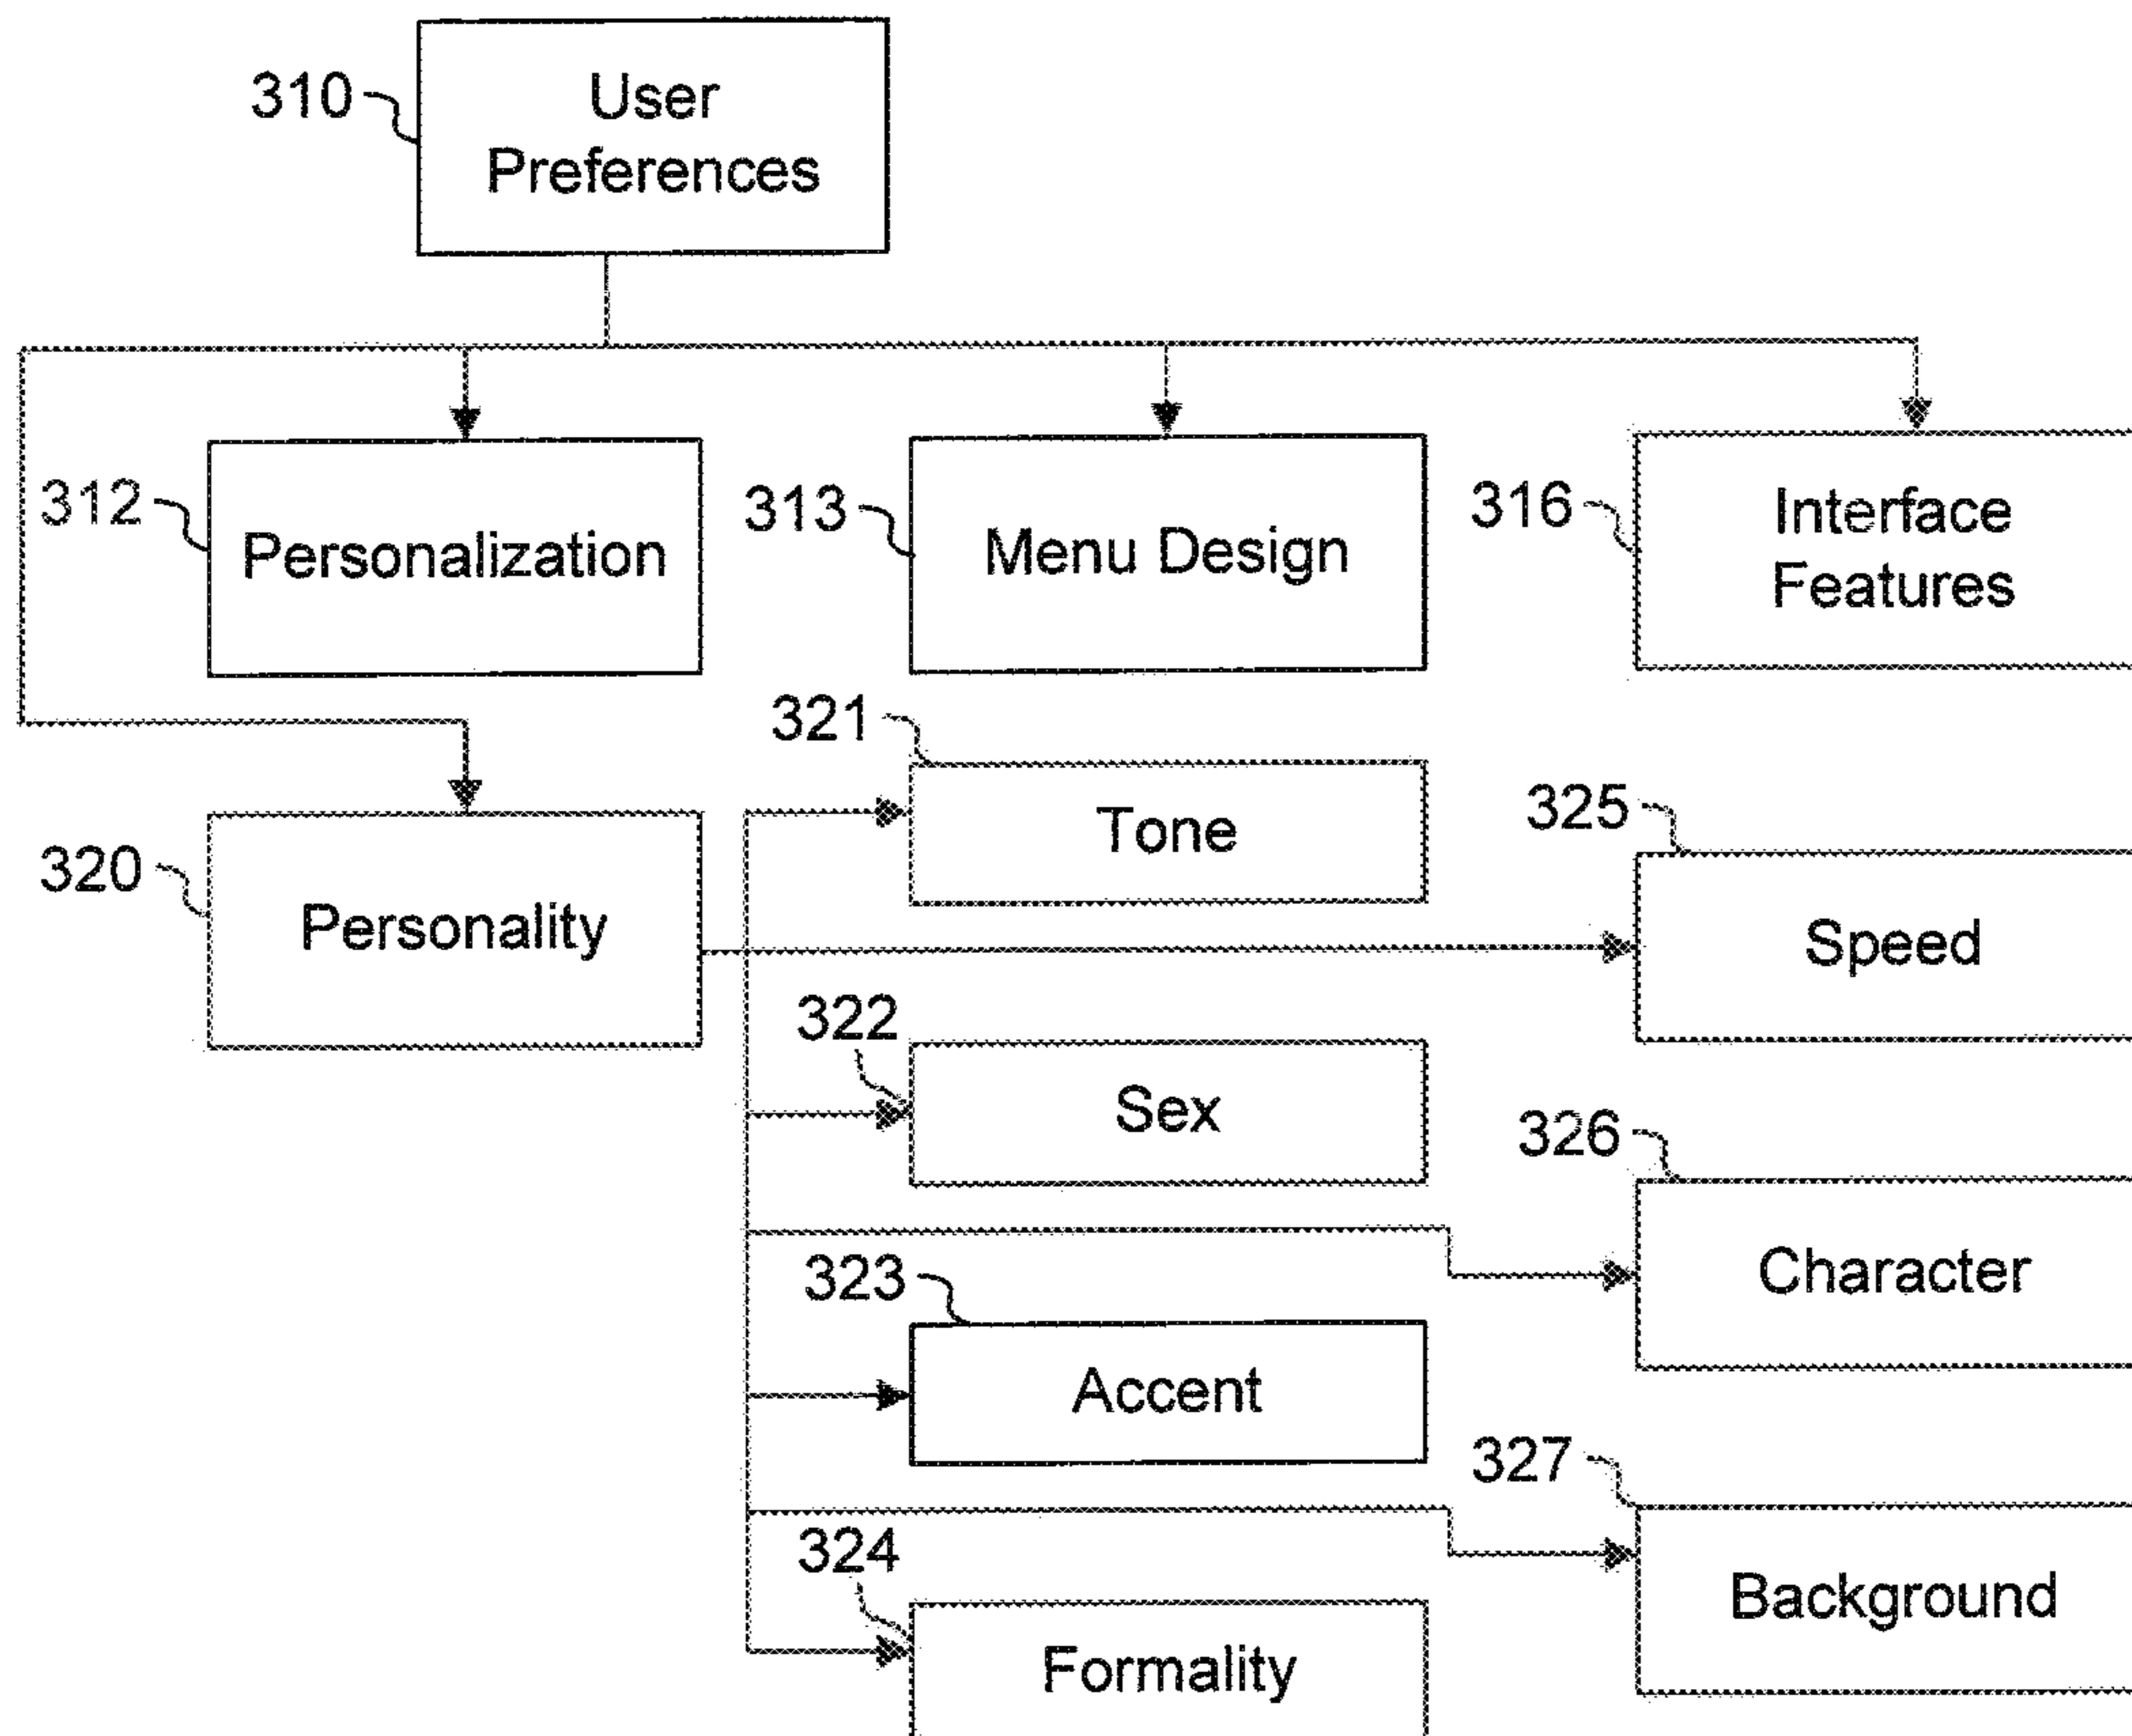 310
User
Preferences
312
Personalization
313
Menu Design
316
Interface
Features
320
Personality
321
Tone
325
Speed
322
Sex
326
Character
323
Accent
327
Background
324
Formality